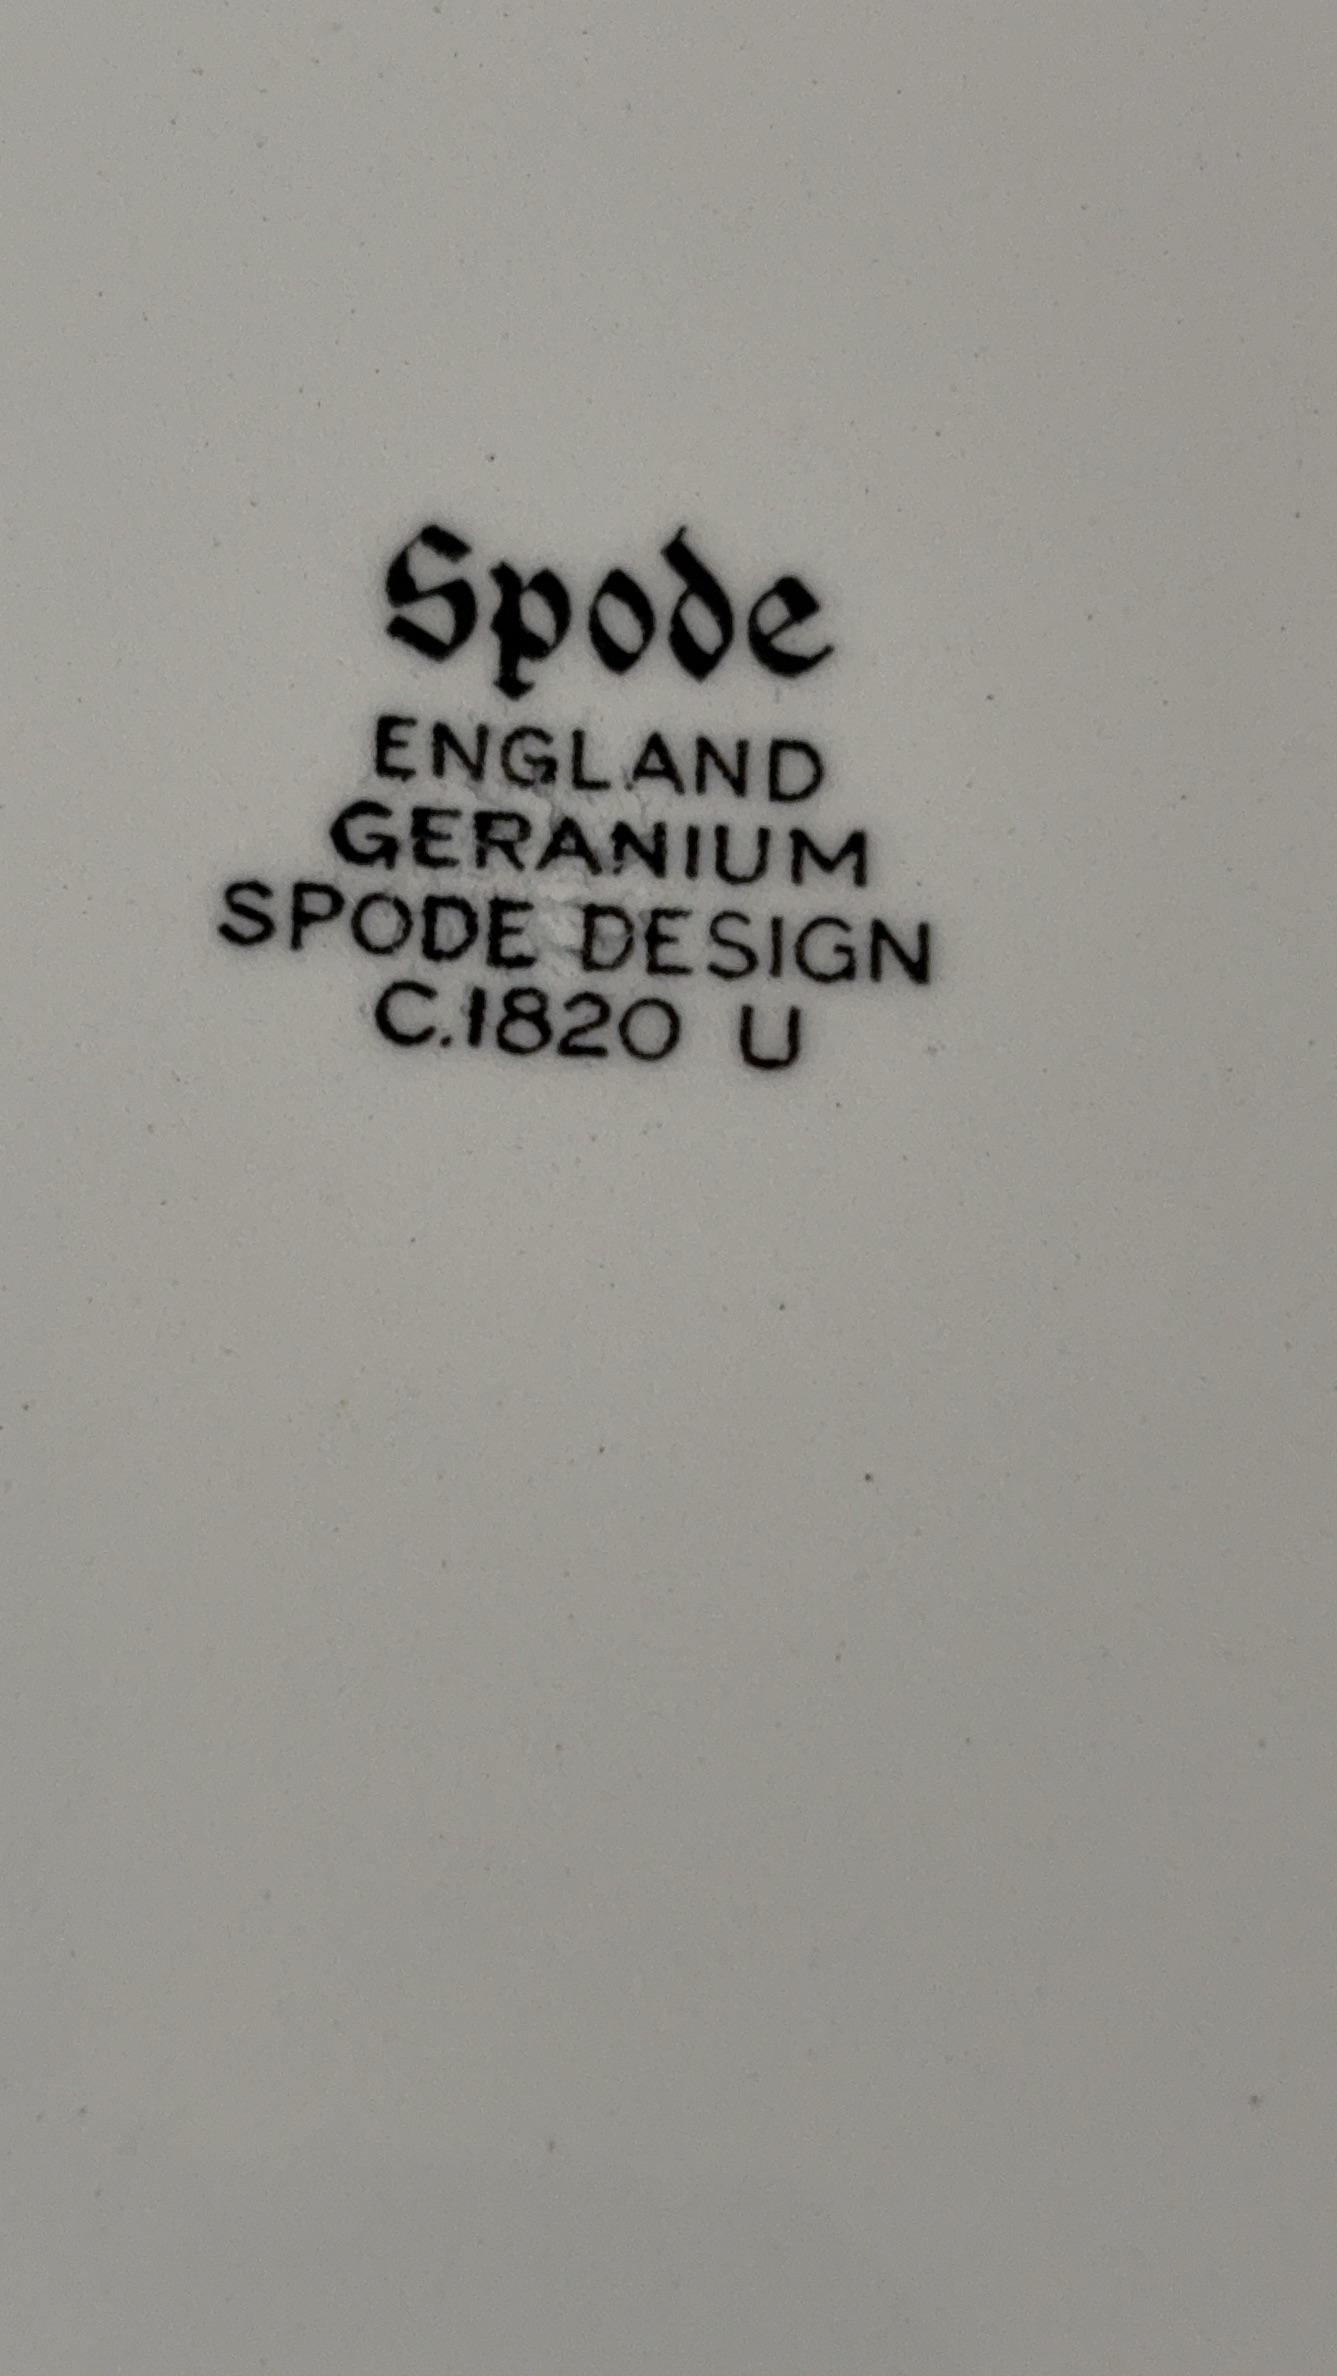 Spode
ENGLAND
GERANIUM
SPODE DESIGN
C.1820 U